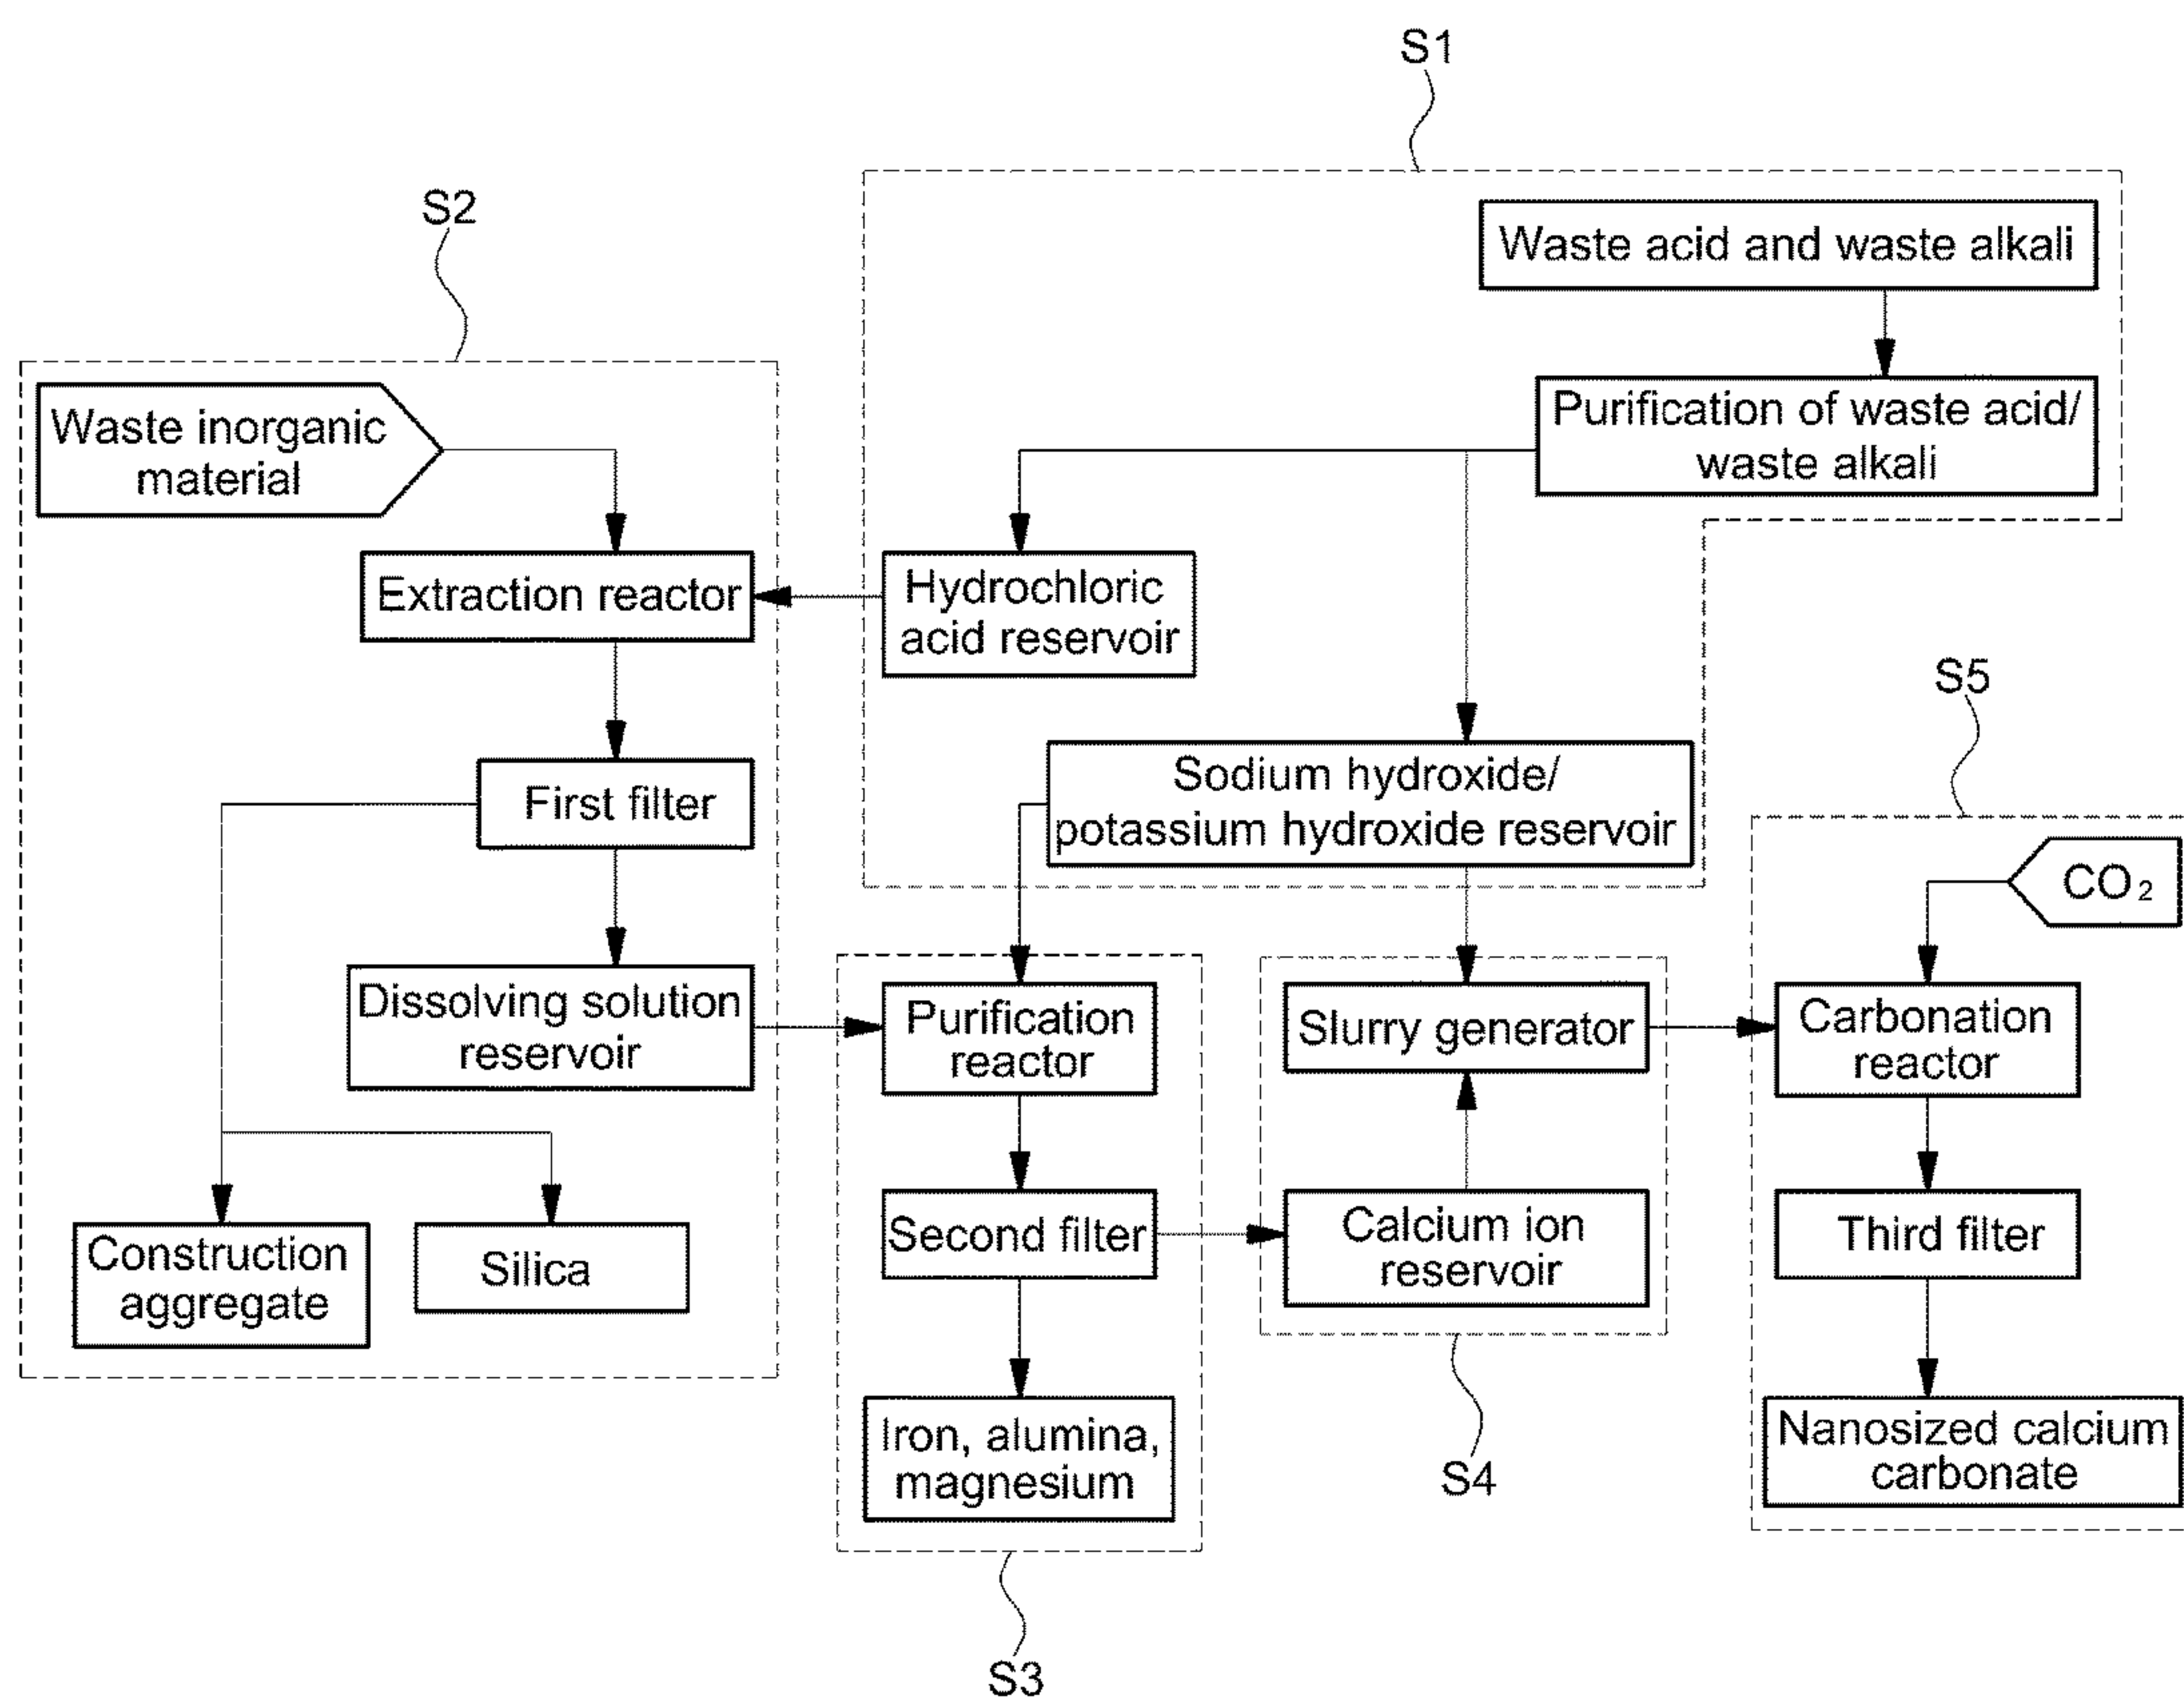 S1
S2
Waste acid and waste alkali
Waste inorganic
material
Purification of waste acid/
waste alkali
Extraction reactor
Hydrochloric
acid reservoir
S5
First filter
Sodium hydroxide/
potassium hydroxide reservoir
CO₂
Dissolving solution
reservoir
Purification
reactor
Slurry generator
Carbonation
reactor
Construction
aggregate
Silica
Second filter
Calcium ion
reservoir
Third filter
Iron, alumina,
magnesium
S4
Nanosized calcium
carbonate
S3